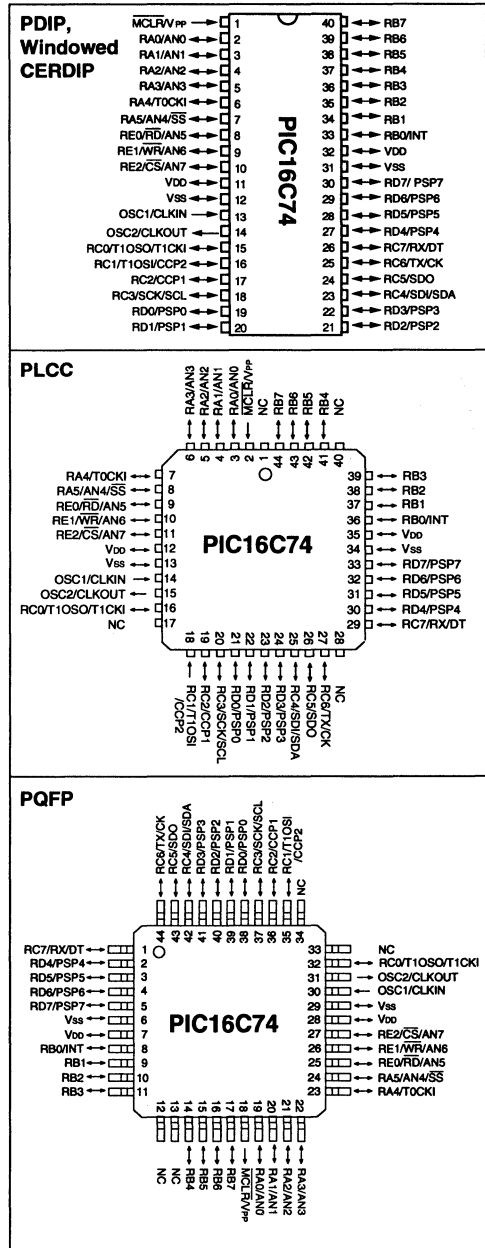 PDIP,
Windowed
CERDIP
MCLR/VPP 1
RA0/AN0 2
RA1/AN1 3
RA2/AN2 4
RA3/AN3 5
RA4/T0CKI 6
RA5/AN4/SS 7
RE0/RD/AN5 8
RE1/WR/AN6 9
RE2/CS/AN7 10
VDD 11
VSS 12
OSC1/CLKIN 13
OSC2/CLKOUT 14
RC0/T1OSO/T1CKI 15
RC1/T1OSI/CCP2 16
RC2/CCP1 17
RC3/SCK/SCL 18
RD0/PSP0 19
RD1/PSP1 20
PIC16C74
40 RB7
39 RB6
38 RB5
37 RB4
36 RB3
35 RB2
34 RB1
33 RB0/INT
32 VDD
31 VSS
30 RD7/ PSP7
29 RD6/PSP6
28 RD5/PSP5
27 RD4/PSP4
26 RC7/RX/DT
25 RC6/TX/CK
24 RC5/SDO
23 RC4/SDI/SDA
22 RD3/PSP3
21 RD2/PSP2
PLCC
RA3/AN3 6
RA2/AN2 5
RA1/AN1 4
RA0/AN0 3
MCLR/VPP 2
NC 1
RB7 44
RB6 43
RB5 42
RB4 41
NC 40
RA4/T0CKI 7
RA5/AN4/SS 8
RE0/RD/AN5 9
RE1/WR/AN6 10
RE2/CS/AN7 11
VDD 12
VSS 13
OSC1/CLKIN 14
OSC2/CLKOUT 15
RC0/T1OSO/T1CKI 16
NC 17
PIC16C74
39 RB3
38 RB2
37 RB1
36 RB0/INT
35 VDD
34 VSS
33 RD7/PSP7
32 RD6/PSP6
31 RD5/PSP5
30 RD4/PSP4
29 RC7/RX/DT
18 RC1/T1OSI
/CCP2
19 RC2/CCP1
20 RC3/SCK/SCL
21 RD0/PSP0
22 RD1/PSP1
23 RD2/PSP2
24 RD3/PSP3
25 RC4/SDI/SDA
26 RC5/SDO
27 RC6/TX/CK
28 NC
PQFP
RC6/TX/CK 44
RC5/SDO 43
RC4/SDI/SDA 42
RD3/PSP3 41
RD2/PSP2 40
RD1/PSP1 39
RD0/PSP0 38
RC3/SCK/SCL 37
RC2/CCP1 36
RC1/T1OSI
/CCP2 35
NC 34
RC7/RX/DT 1
RD4/PSP4 2
RD5/PSP5 3
RD6/PSP6 4
RD7/PSP7 5
VSS 6
VDD 7
RB0/INT 8
RB1 9
RB2 10
RB3 11
PIC16C74
33 NC
32 RC0/T1OSO/T1CKI
31 OSC2/CLKOUT
30 OSC1/CLKIN
29 VSS
28 VDD
27 RE2/CS/AN7
26 RE1/WR/AN6
25 RE0/RD/AN5
24 RA5/AN4/SS
23 RA4/T0CKI
12 NC
13 NC
14 RB4
15 RB5
16 RB6
17 RB7
18 MCLR/VPP
19 RA0/AN0
20 RA1/AN1
21 RA2/AN2
22 RA3/AN3